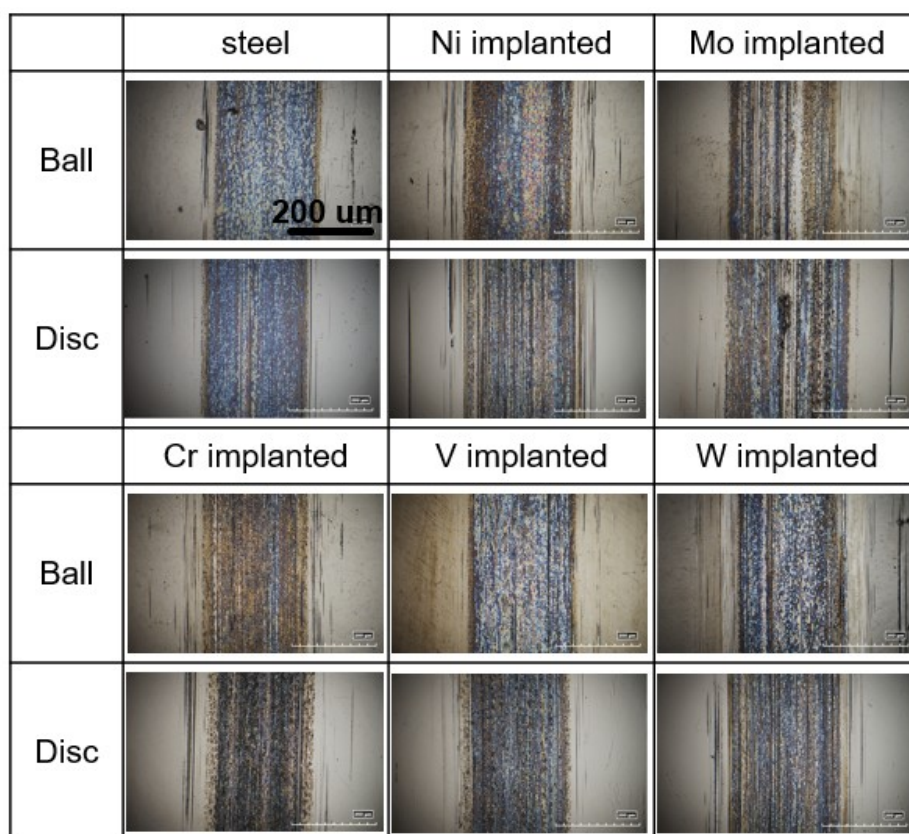 steel Ni implanted Mo implanted
Ball
200 um
Disc
Cr implanted V implanted W implanted
Ball
Disc